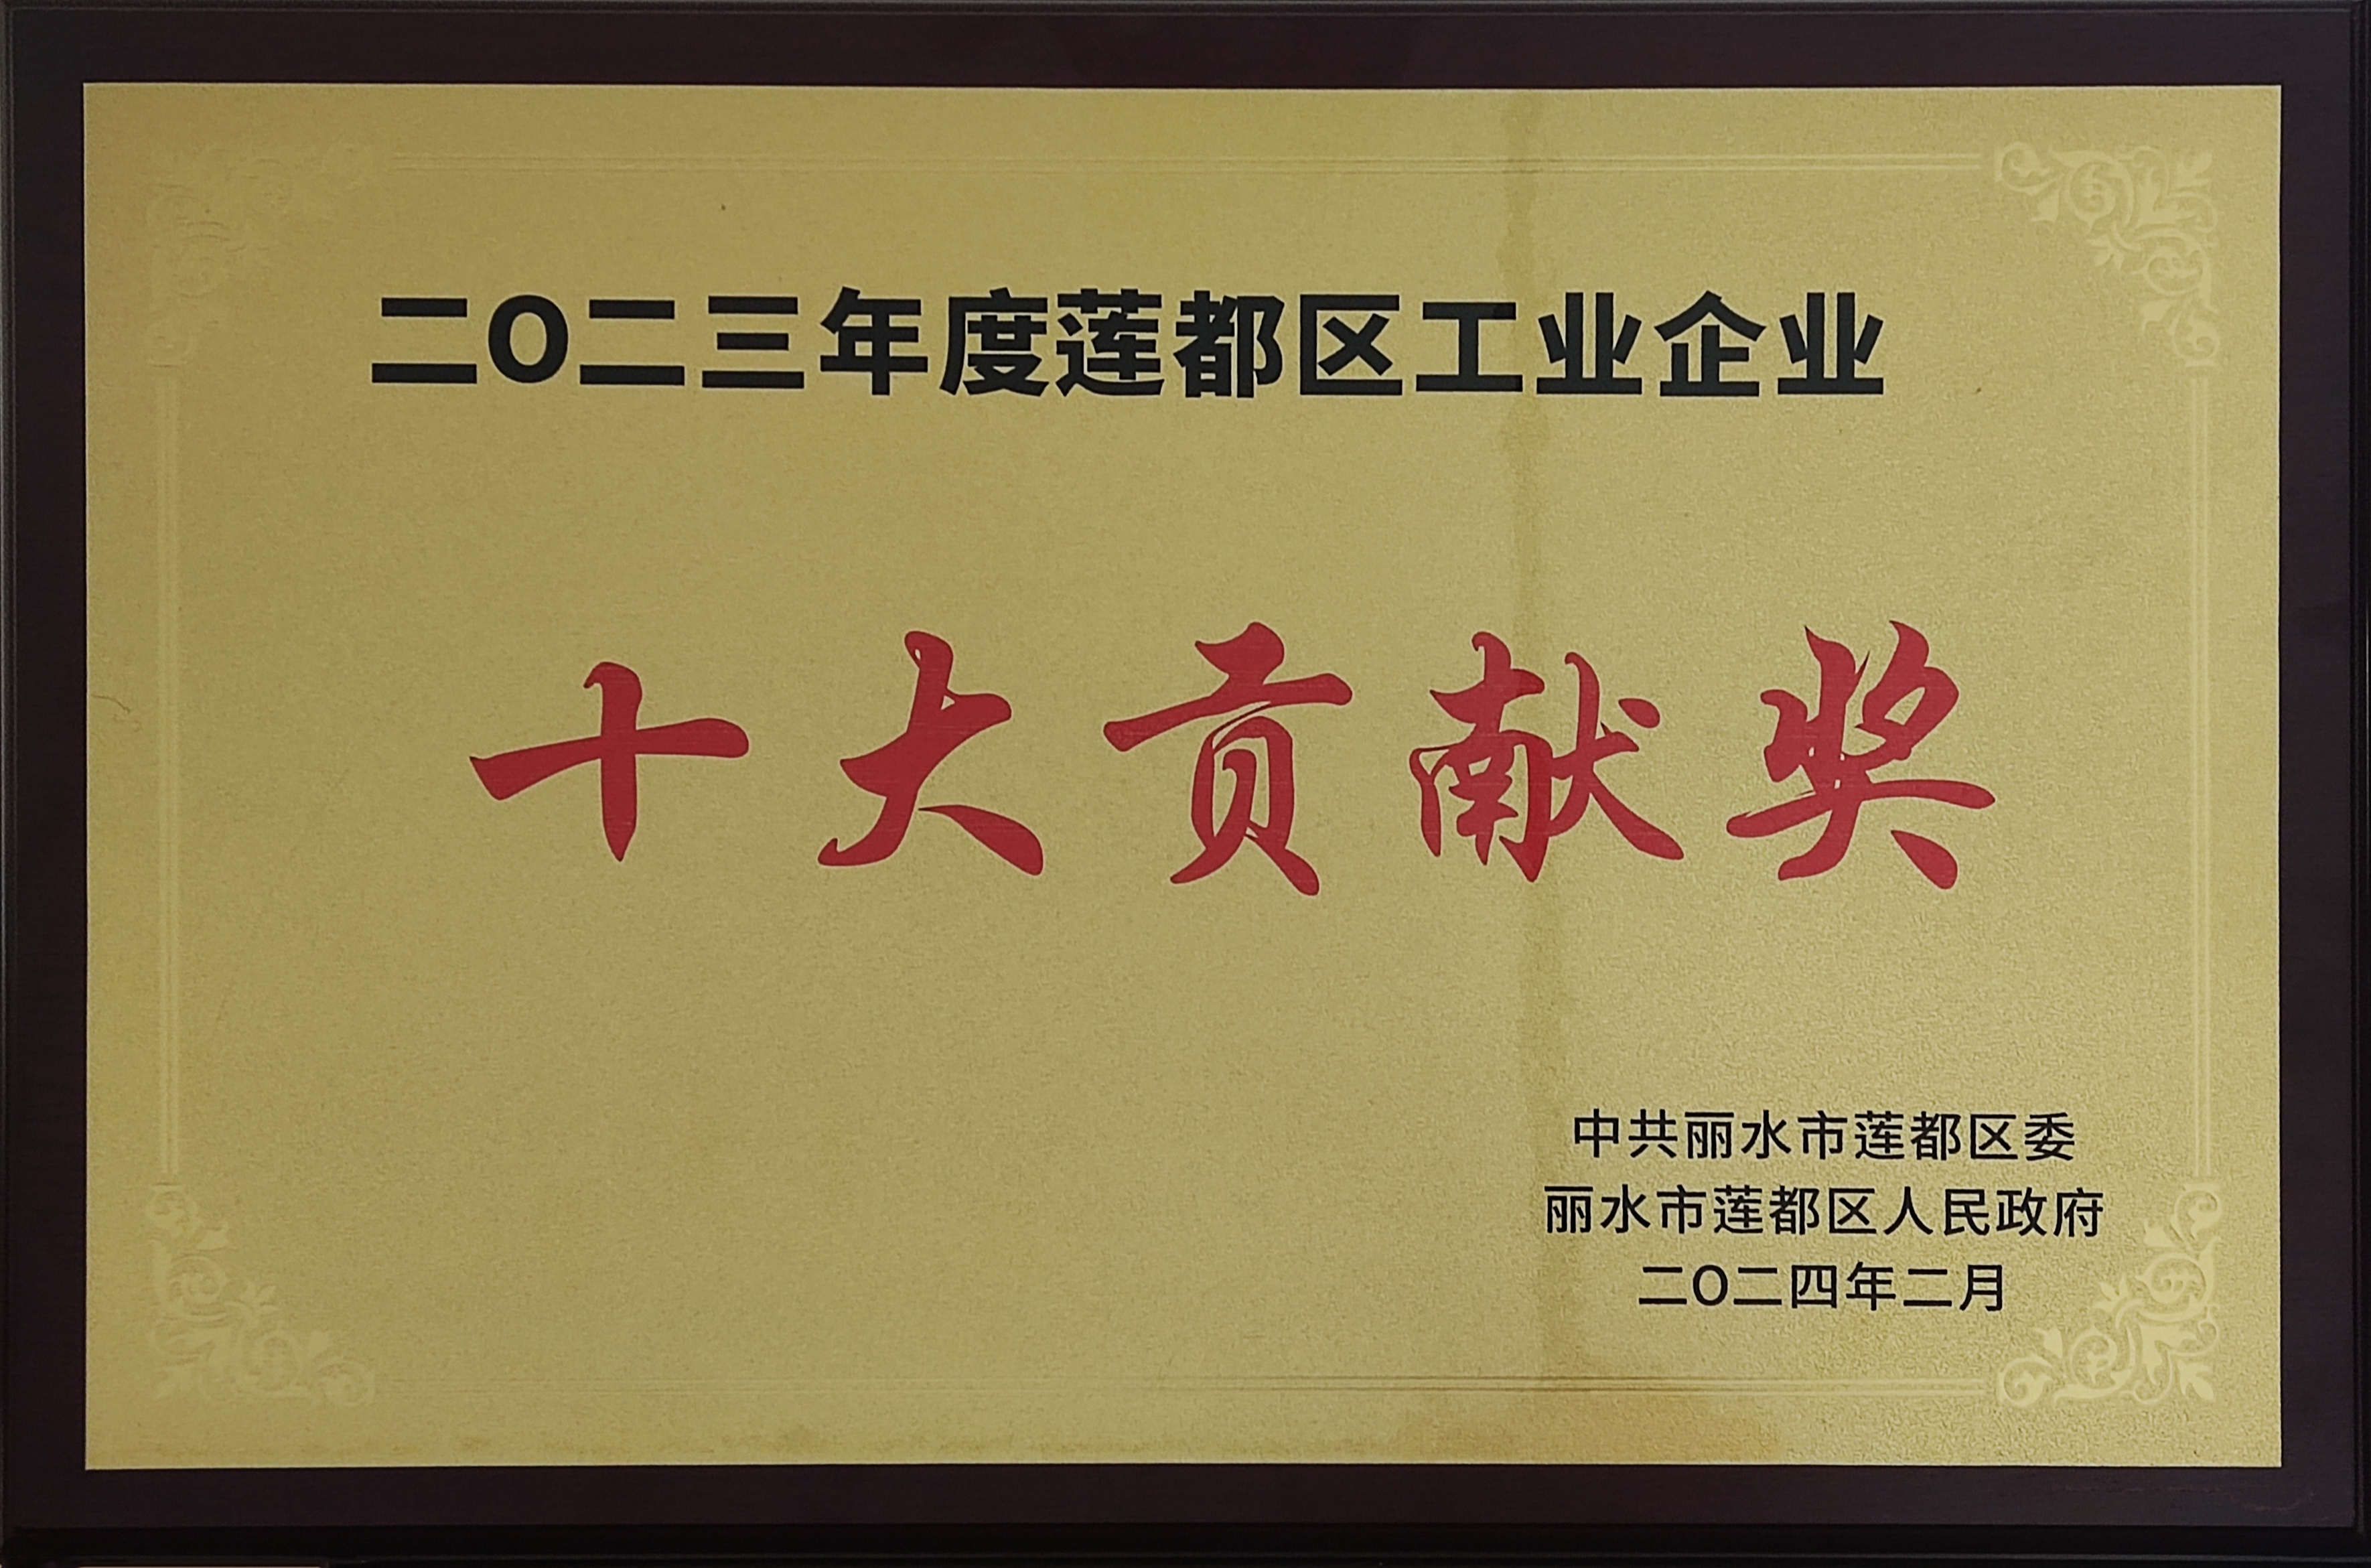 二O二三年度莲都区工业企业
十大贡献奖
中共丽水市莲都区委
丽水市莲都区人民政府
二O二四年二月